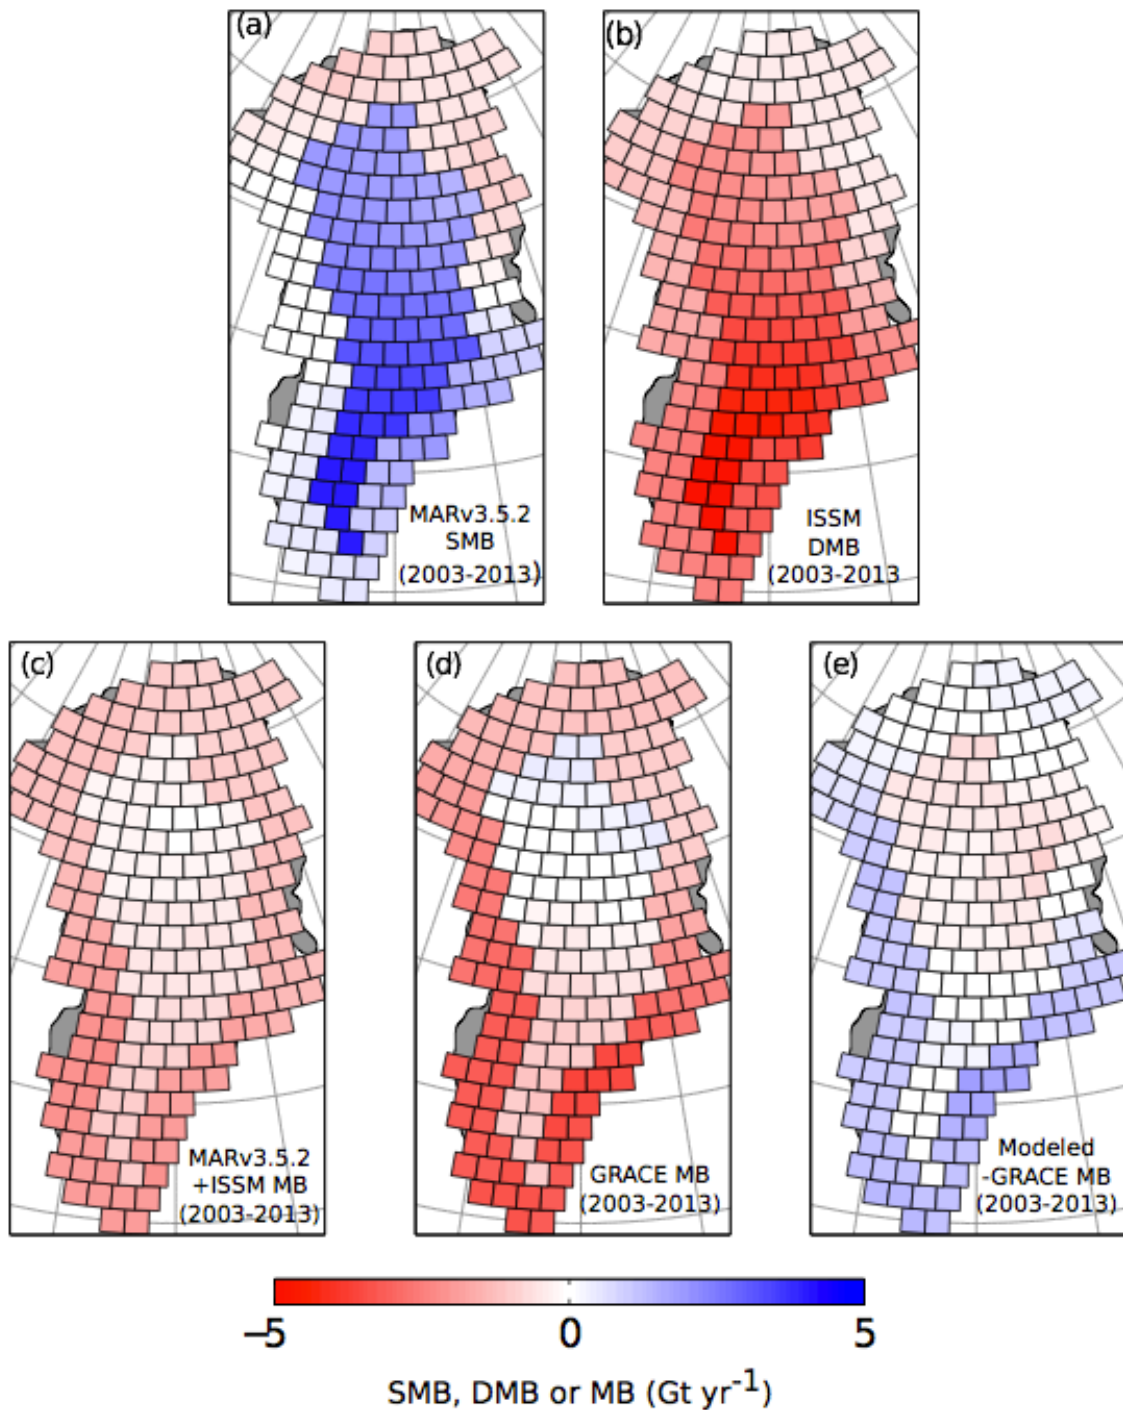 (a)
MARv3.5.2
SMB
(2003-2013)
(b)
ISSM
DMB
(2003-2013
(c)
MARv3.5.2
+ISSM MB
(2003-2013)
(d)
GRACE MB
(2003-2013)
(e)
Modeled
-GRACE MB
(2003-2013)
−5 0 5
SMB, DMB or MB (Gt yr⁻¹)